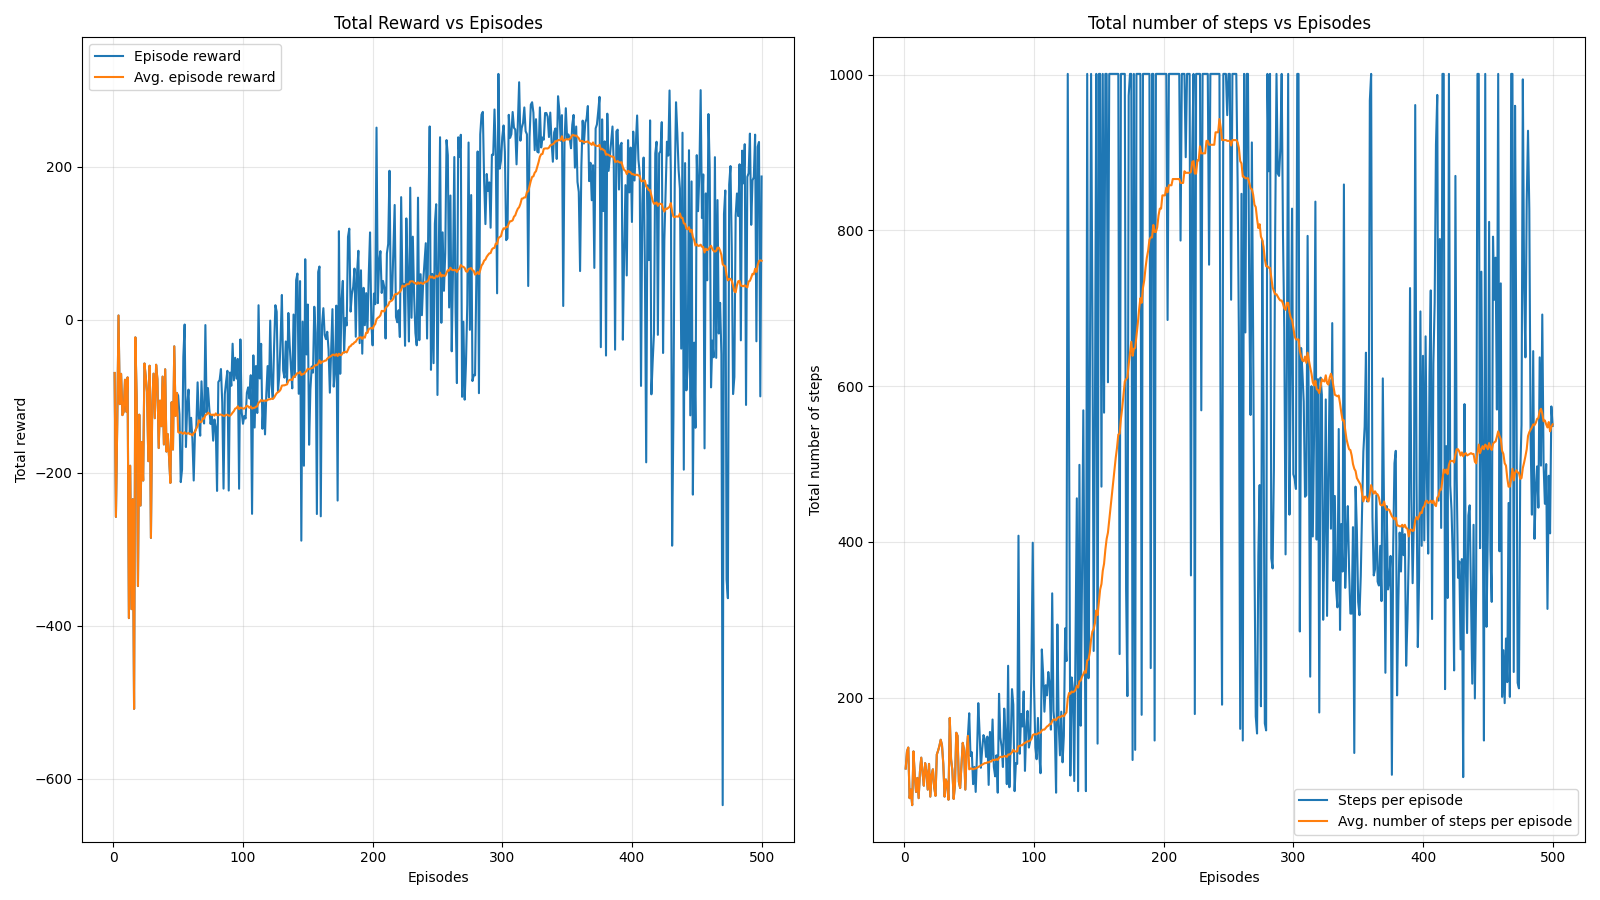 Total Reward vs Episodes
Episode reward
Avg. episode reward
Total reward
200
0
−200
−400
−600
0
100
200
300
400
500
Episodes
Total number of steps vs Episodes
Total number of steps
1000
800
600
400
200
Steps per episode
Avg. number of steps per episode
0
100
200
300
400
500
Episodes